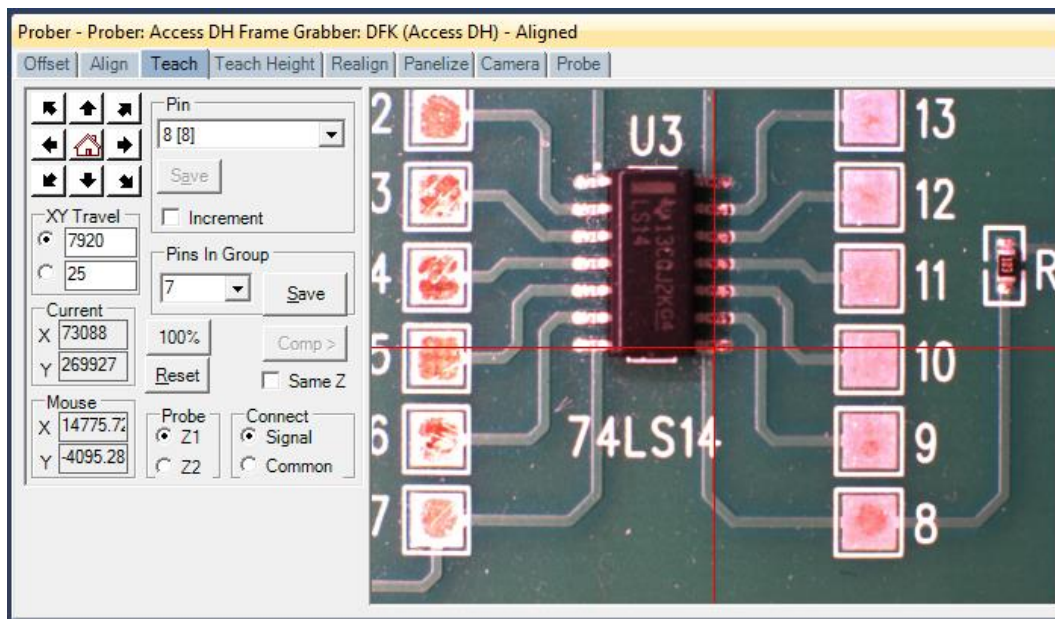 Prober - Prober: Access DH Frame Grabber: DFK (Access DH) - Aligned
Offset Align Teach Teach Height Realign Panelize Camera Probe
Pin
8 [8]
Save
Increment
XY Travel
7920
25
Pins In Group
7
Save
Current
X 73088
Y 269927
100%
Comp >
Reset
Same Z
Mouse
X 14775.72
Y -4095.28
Probe
Z1
Z2
Connect
Signal
Common
2
3
4
5
6
7
U3
LS14
74LS14
13
12
11
10
9
8
R